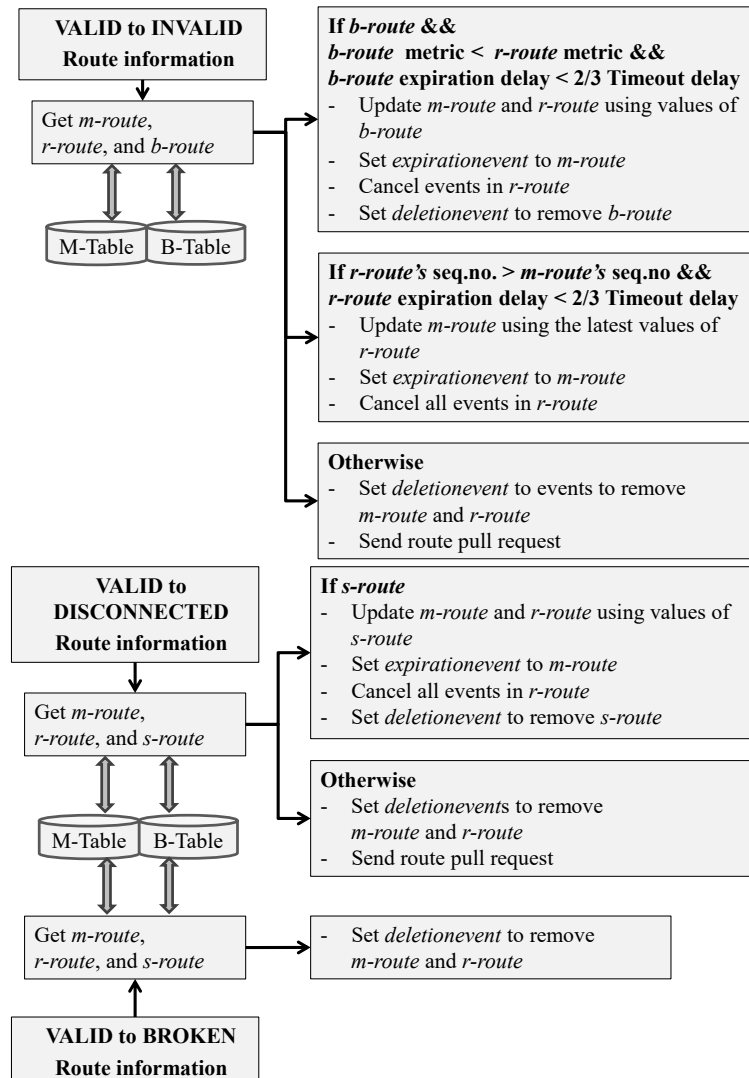 VALID to INVALID
Route information
Get m-route,
r-route, and b-route
M-Table
B-Table
If b-route &&
b-route metric < r-route metric &&
b-route expiration delay < 2/3 Timeout delay
- Update m-route and r-route using values of
b-route
- Set expirationevent to m-route
- Cancel events in r-route
- Set deletionevent to remove b-route
If r-route's seq.no. > m-route's seq.no &&
r-route expiration delay < 2/3 Timeout delay
- Update m-route using the latest values of
r-route
- Set expirationevent to m-route
- Cancel all events in r-route
Otherwise
- Set deletionevent to events to remove
m-route and r-route
- Send route pull request
VALID to
DISCONNECTED
Route information
Get m-route,
r-route, and s-route
M-Table
B-Table
If s-route
- Update m-route and r-route using values of
s-route
- Set expirationevent to m-route
- Cancel all events in r-route
- Set deletionevent to remove s-route
Otherwise
- Set deletionevents to remove
m-route and r-route
- Send route pull request
Get m-route,
r-route, and s-route
- Set deletionevent to remove
m-route and r-route
VALID to BROKEN
Route information